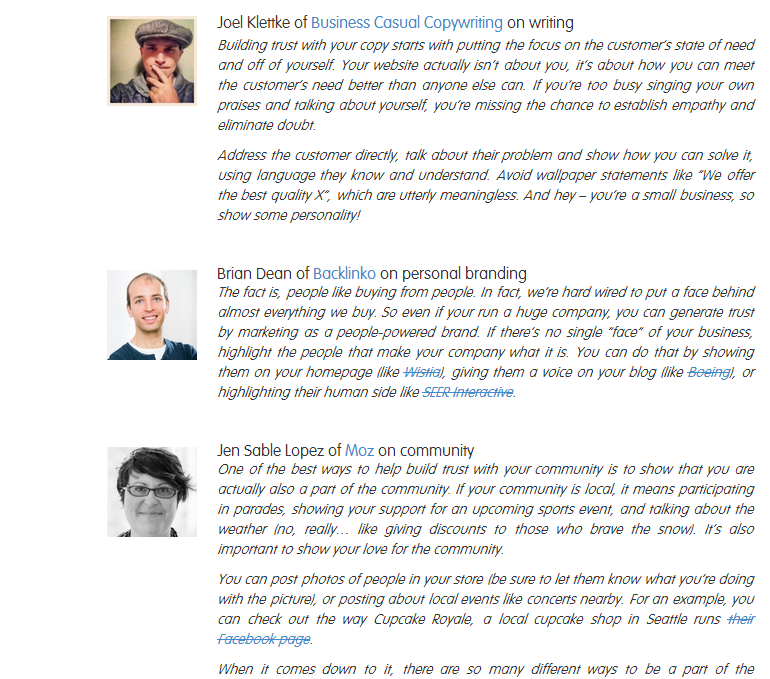 Joel Klettke of Business Casual Copywriting on writing
Building trust with your copy starts with putting the focus on the customer's state of need
and off of yourself. Your website actually isn't about you, it's about how you can meet
the customer's need better than anyone else can. If you're too busy singing your own
praises and talking about yourself, you're missing the chance to establish empathy and
eliminate doubt.
Address the customer directly, talk about their problem and show how you can solve it,
using language they know and understand. Avoid wallpaper statements like "We offer
the best quality X", which are utterly meaningless. And hey – you're a small business, so
show some personality!
Brian Dean of Backlinko on personal branding
The fact is, people like buying from people. In fact, we're hard wired to put a face behind
almost everything we buy. So even if your run a huge company, you can generate trust
by marketing as a people-powered brand. If there's no single "face" of your business,
highlight the people that make your company what it is. You can do that by showing
them on your homepage (like Wistia), giving them a voice on your blog (like Boeing), or
highlighting their human side like SEER Interactive.
Jen Sable Lopez of Moz on community
One of the best ways to help build trust with your community is to show that you are
actually also a part of the community. If your community is local, it means participating
in parades, showing your support for an upcoming sports event, and talking about the
weather (no, really… like giving discounts to those who brave the snow). It's also
important to show your love for the community.
You can post photos of people in your store (be sure to let them know what you're doing
with the picture), or posting about local events like concerts nearby. For an example, you
can check out the way Cupcake Royale, a local cupcake shop in Seattle runs their
Facebook page.
When it comes down to it, there are so many different ways to be a part of the